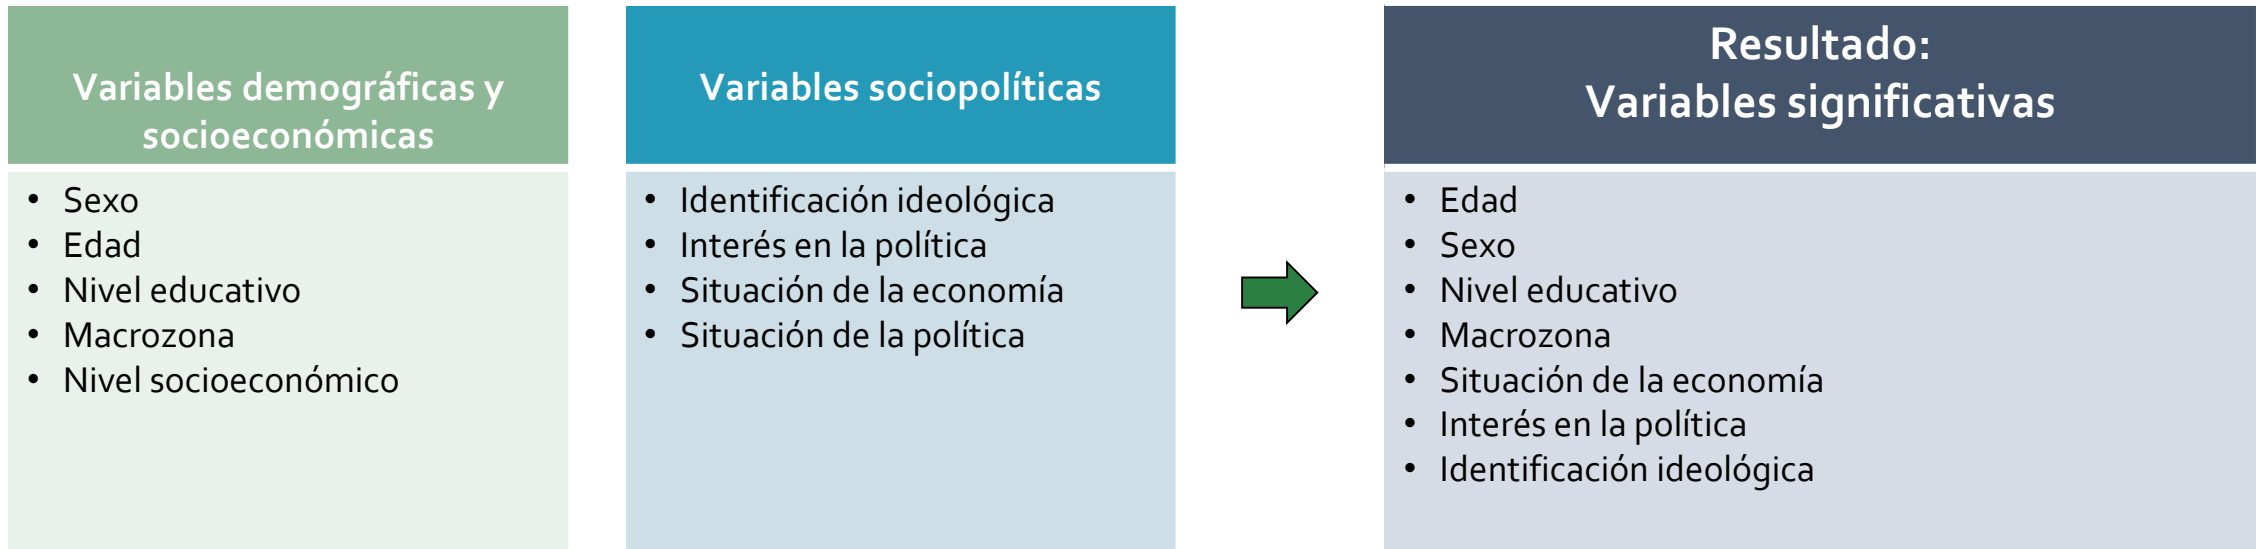 Variables demográficas y
socioeconómicas
• Sexo
• Edad
• Nivel educativo
• Macrozona
• Nivel socioeconómico
Variables sociopolíticas
• Identificación ideológica
• Interés en la política
• Situación de la economía
• Situación de la política
Resultado:
Variables significativas
• Edad
• Sexo
• Nivel educativo
• Macrozona
• Situación de la economía
• Interés en la política
• Identificación ideológica